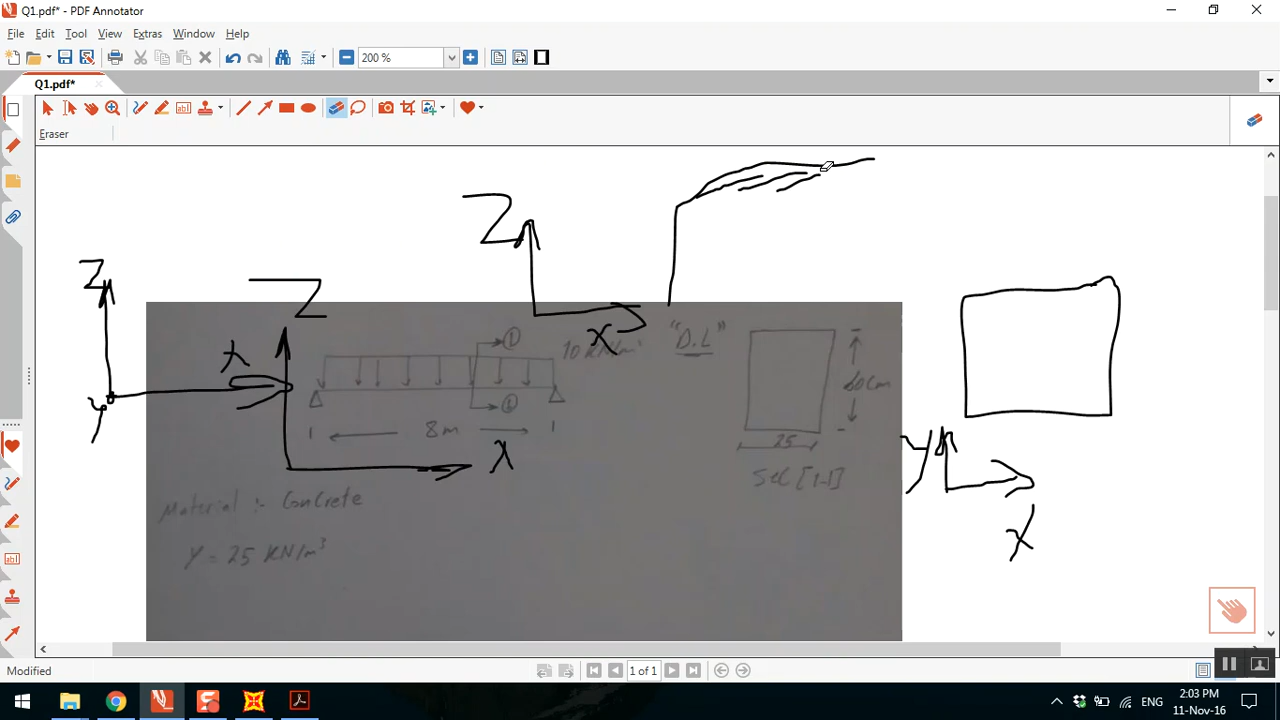 Q1.pdf* - PDF Annotator
File Edit Tool View Extras Window Help
200 %
Q1.pdf*
Eraser
Z
X
Z
Y
X
Z
X
10 KN/m'
"D.L"
1
1
8m
1
1
60cm
25
Sec [1-1]
Material :- Concrete
γ = 25 KN/m³
Y
X
Modified
1 of 1
ENG
2:03 PM
11-Nov-16